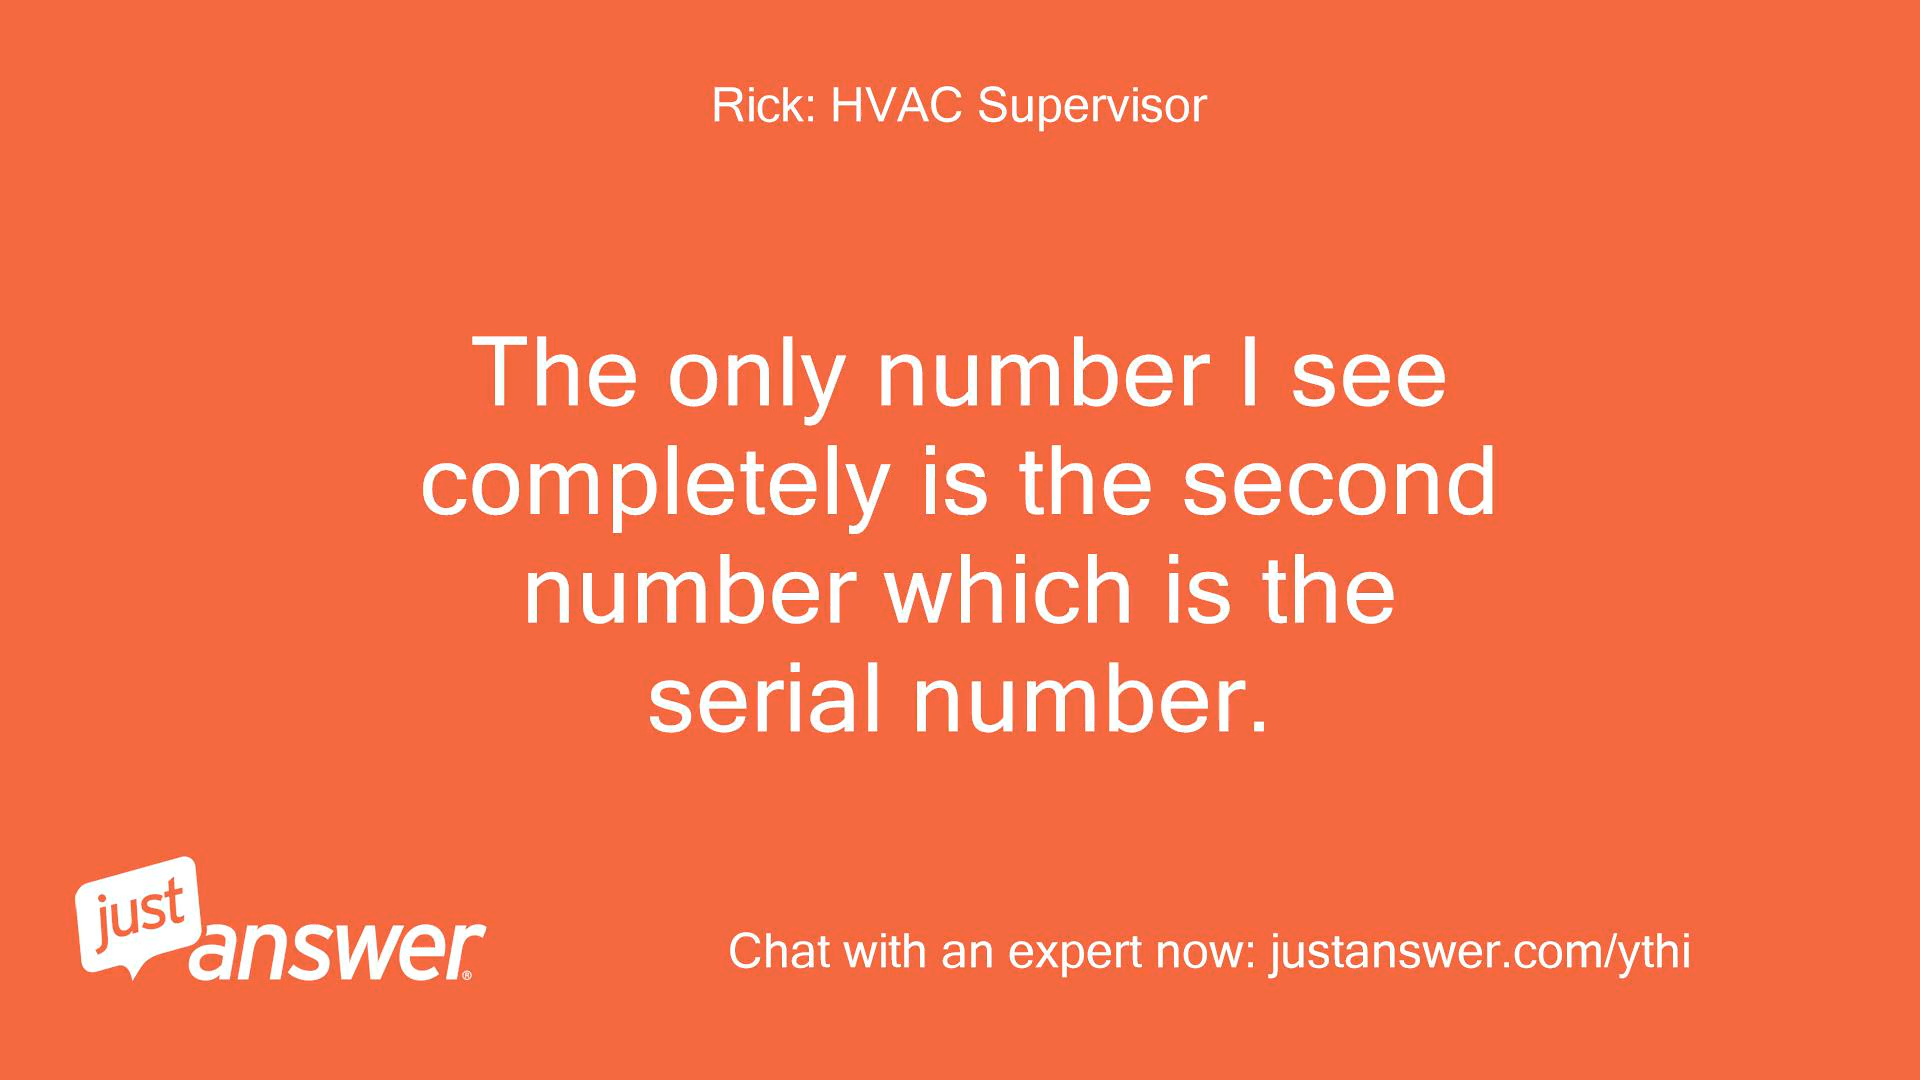 Rick: HVAC Supervisor
The only number I see
completely is the second
number which is the
serial number.
just
answer®
Chat with an expert now: justanswer.com/ythi